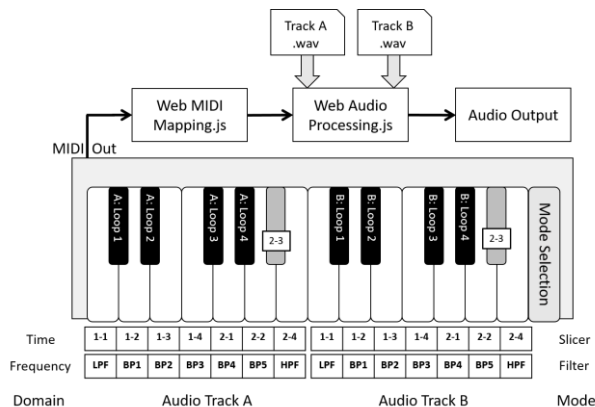 Track A
.wav
Track B
.wav
Web MIDI
Mapping.js
Web Audio
Processing.js
Audio Output
MIDI Out
A: Loop 1
A: Loop 2
A: Loop 3
A: Loop 4
2-3
B: Loop 1
B: Loop 2
B: Loop 3
B: Loop 4
2-3
Mode Selection
Time 1-1 1-2 1-3 1-4 2-1 2-2 2-4 1-1 1-2 1-3 1-4 2-1 2-2 2-4 Slicer
Frequency LPF BP1 BP2 BP3 BP4 BP5 HPF LPF BP1 BP2 BP3 BP4 BP5 HPF Filter
Domain Audio Track A Audio Track B Mode